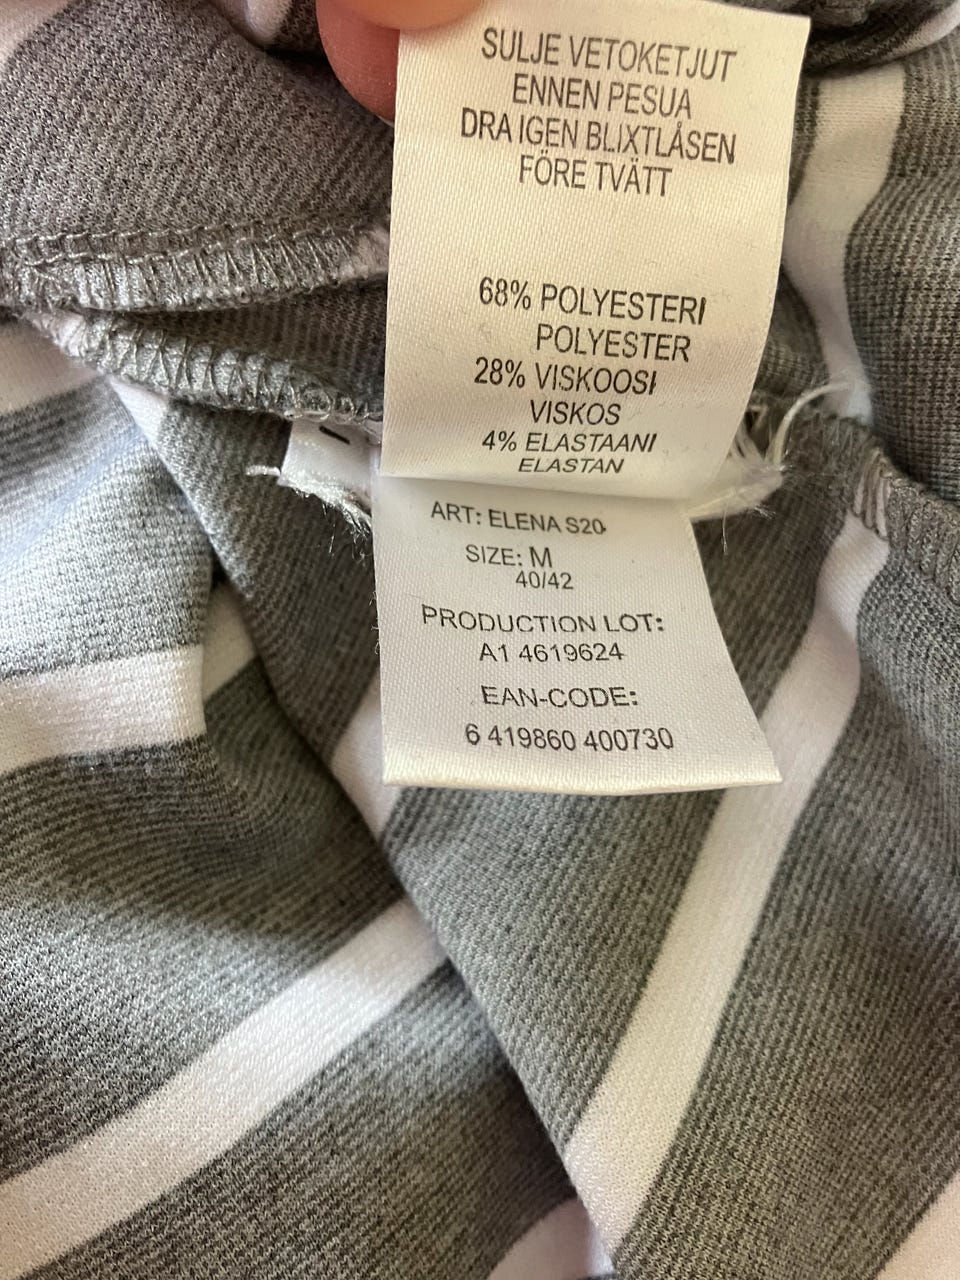 SULJE VETOKETJUT
ENNEN PESUA
DRA IGEN BLIXTLÅSEN
FÖRE TVÄTT
68% POLYESTERI
POLYESTER
28% VISKOOSI
VISKOS
4% ELASTAANI
ELASTAN
ART: ELENA S20
SIZE: M
40/42
PRODUCTION LOT:
A1 4619624
EAN-CODE:
6 419860 400730